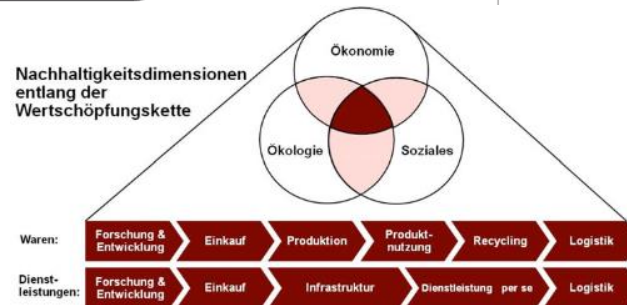 Ökonomie
Nachhaltigkeitsdimensionen
entlang der
Wertschöpfungskette
Ökologie
Soziales
Waren:
Forschung &
Entwicklung
Einkauf
Produktion
Produkt-
nutzung
Recycling
Logistik
Dienst-
leistungen:
Forschung &
Entwicklung
Einkauf
Infrastruktur
Dienstleistung per se
Logistik